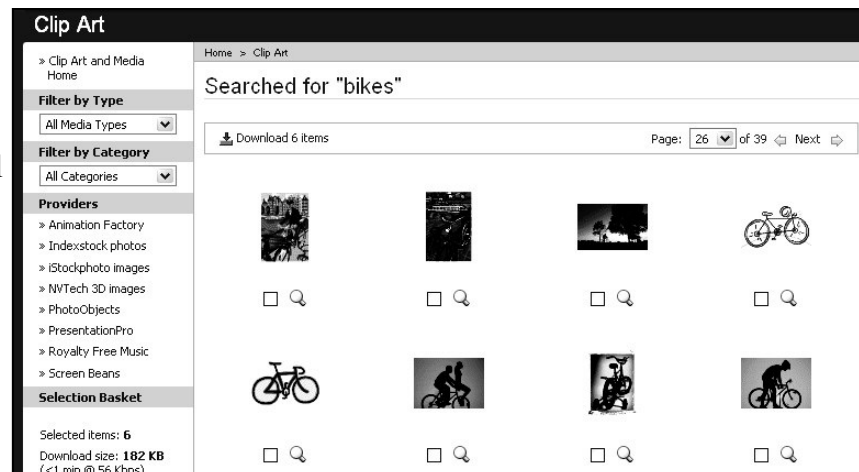 Clip Art
» Clip Art and Media
Home
Filter by Type
All Media Types
Filter by Category
All Categories
Providers
» Animation Factory
» Indexstock photos
» iStockphoto images
» NVTech 3D images
» PhotoObjects
» PresentationPro
» Royalty Free Music
» Screen Beans
Selection Basket
Selected items: 6
Download size: 182 KB
(<1 min @ 56 Kbps)
Home > Clip Art
Searched for "bikes"
Download 6 items
Page: 26 of 39 Next